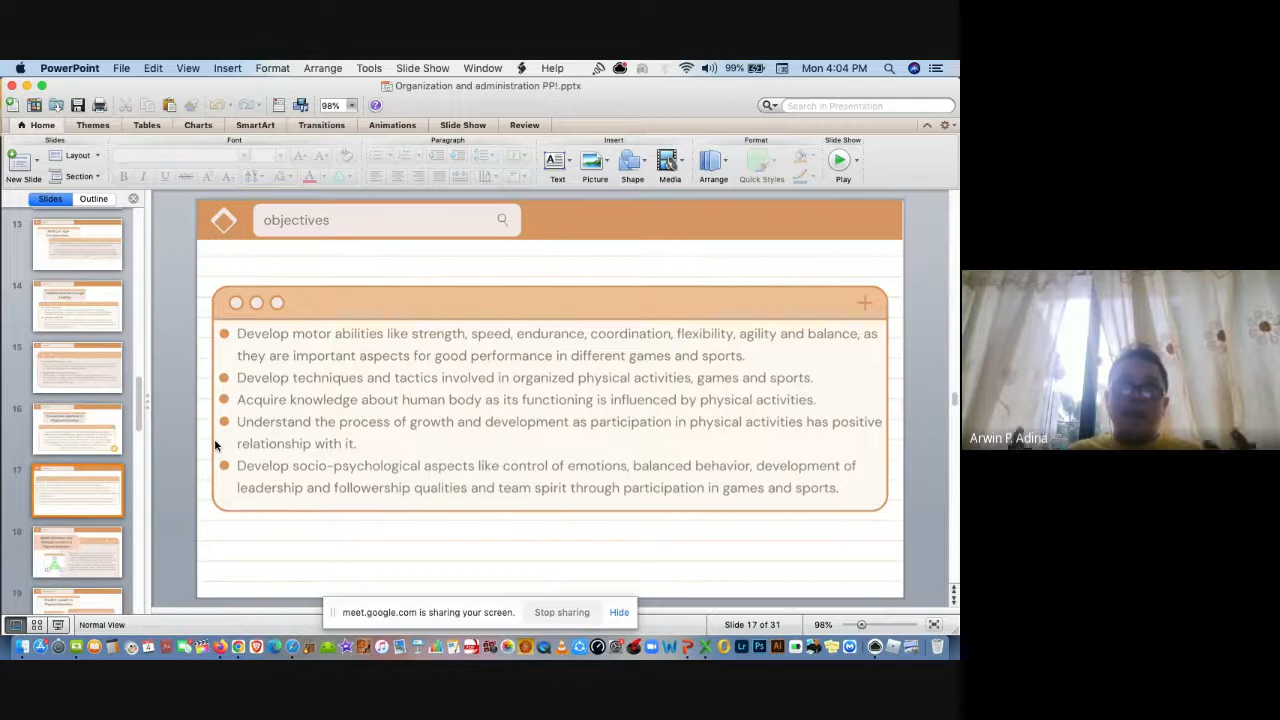 PowerPoint File Edit View Insert Format Arrange Tools Slide Show Window Help 99% Mon 4:04 PM
Organization and administration PP!.pptx
98% Search in Presentation
Home Themes Tables Charts SmartArt Transitions Animations Slide Show Review
Slides Font Paragraph Insert Format Slide Show
Layout
Section
New Slide Text Picture Shape Media Arrange Quick Styles Play
Slides Outline
objectives
13
14
15
16
17
18
19
Develop motor abilities like strength, speed, endurance, coordination, flexibility, agility and balance, as
they are important aspects for good performance in different games and sports.
Develop techniques and tactics involved in organized physical activities, games and sports.
Acquire knowledge about human body as its functioning is influenced by physical activities.
Understand the process of growth and development as participation in physical activities has positive
relationship with it.
Develop socio-psychological aspects like control of emotions, balanced behavior, development of
leadership and followership qualities and team spirit through participation in games and sports.
Arwin P. Adina
meet.google.com is sharing your screen. Stop sharing Hide
Normal View Slide 17 of 31 98%